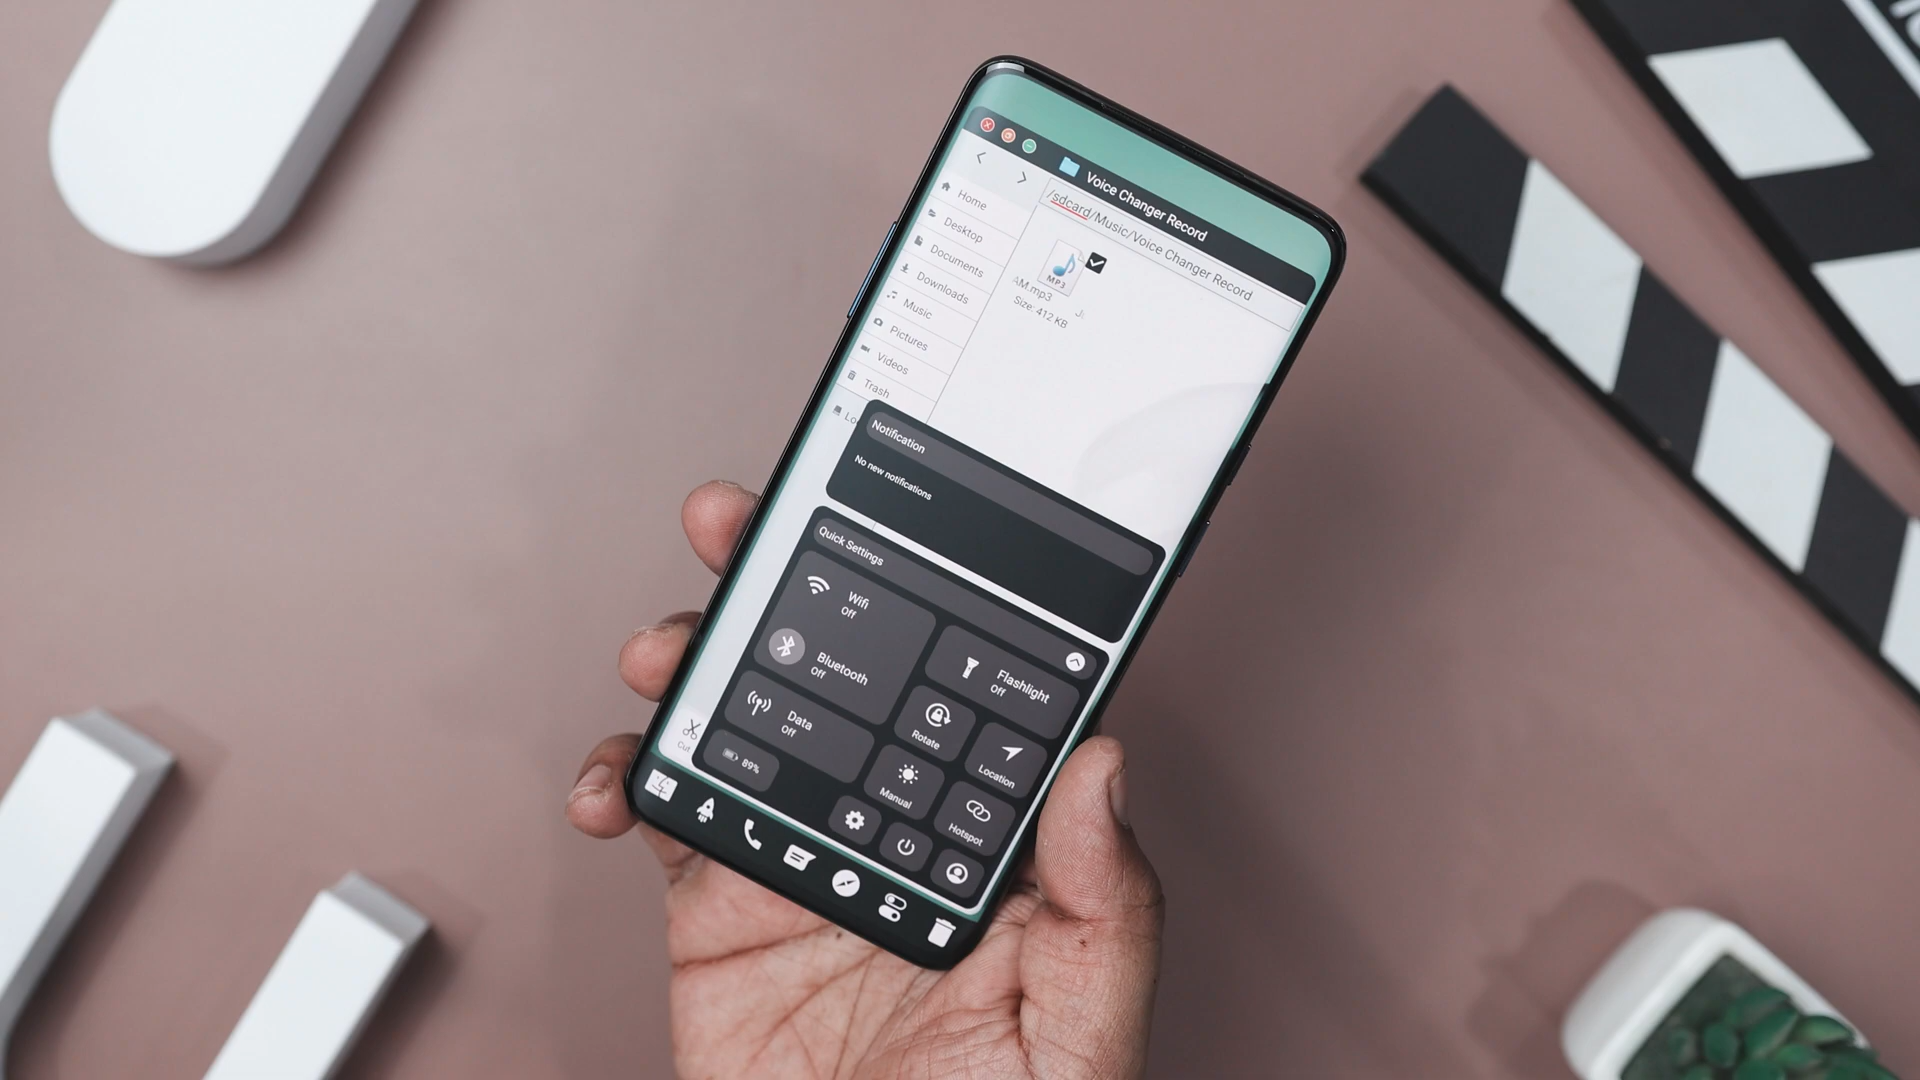 Voice Changer Record
/sdcard/Music/Voice Changer Record
Home
Desktop
Documents
Downloads
Music
Pictures
Videos
Trash
MP3
AM.mp3
Size: 412 KB
Notification
No new notifications
Quick Settings
Wifi
Off
Bluetooth
Off
Data
Off
89%
Flashlight
Off
Rotate
Location
Manual
Hotspot
Cut